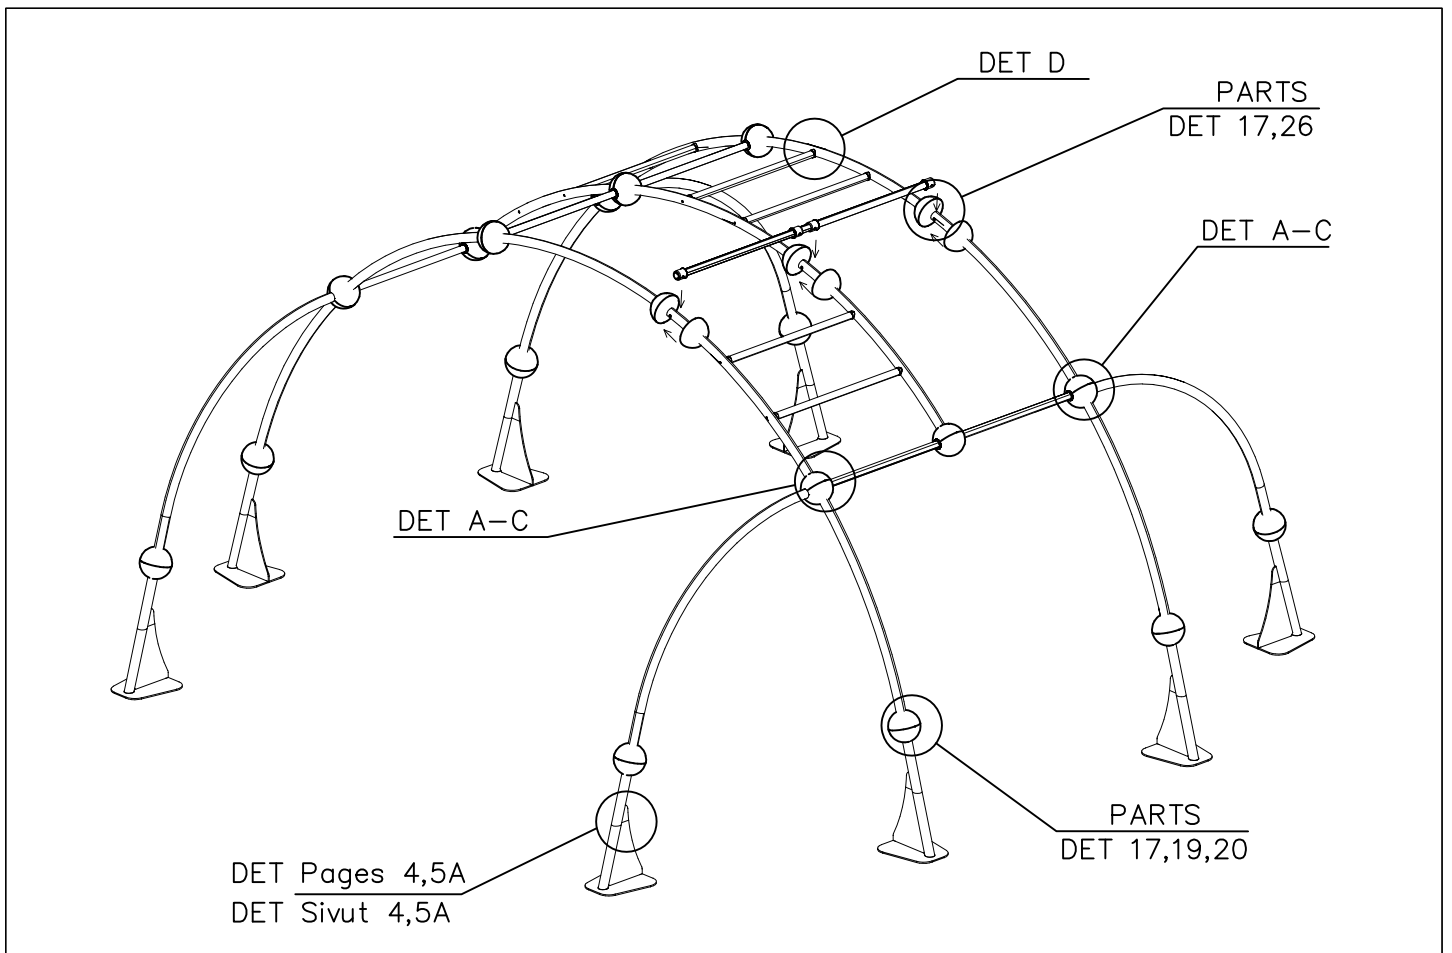 DET D
PARTS
DET 17,26
DET A-C
DET A-C
PARTS
DET 17,19,20
DET Pages 4,5A
DET Sivut 4,5A